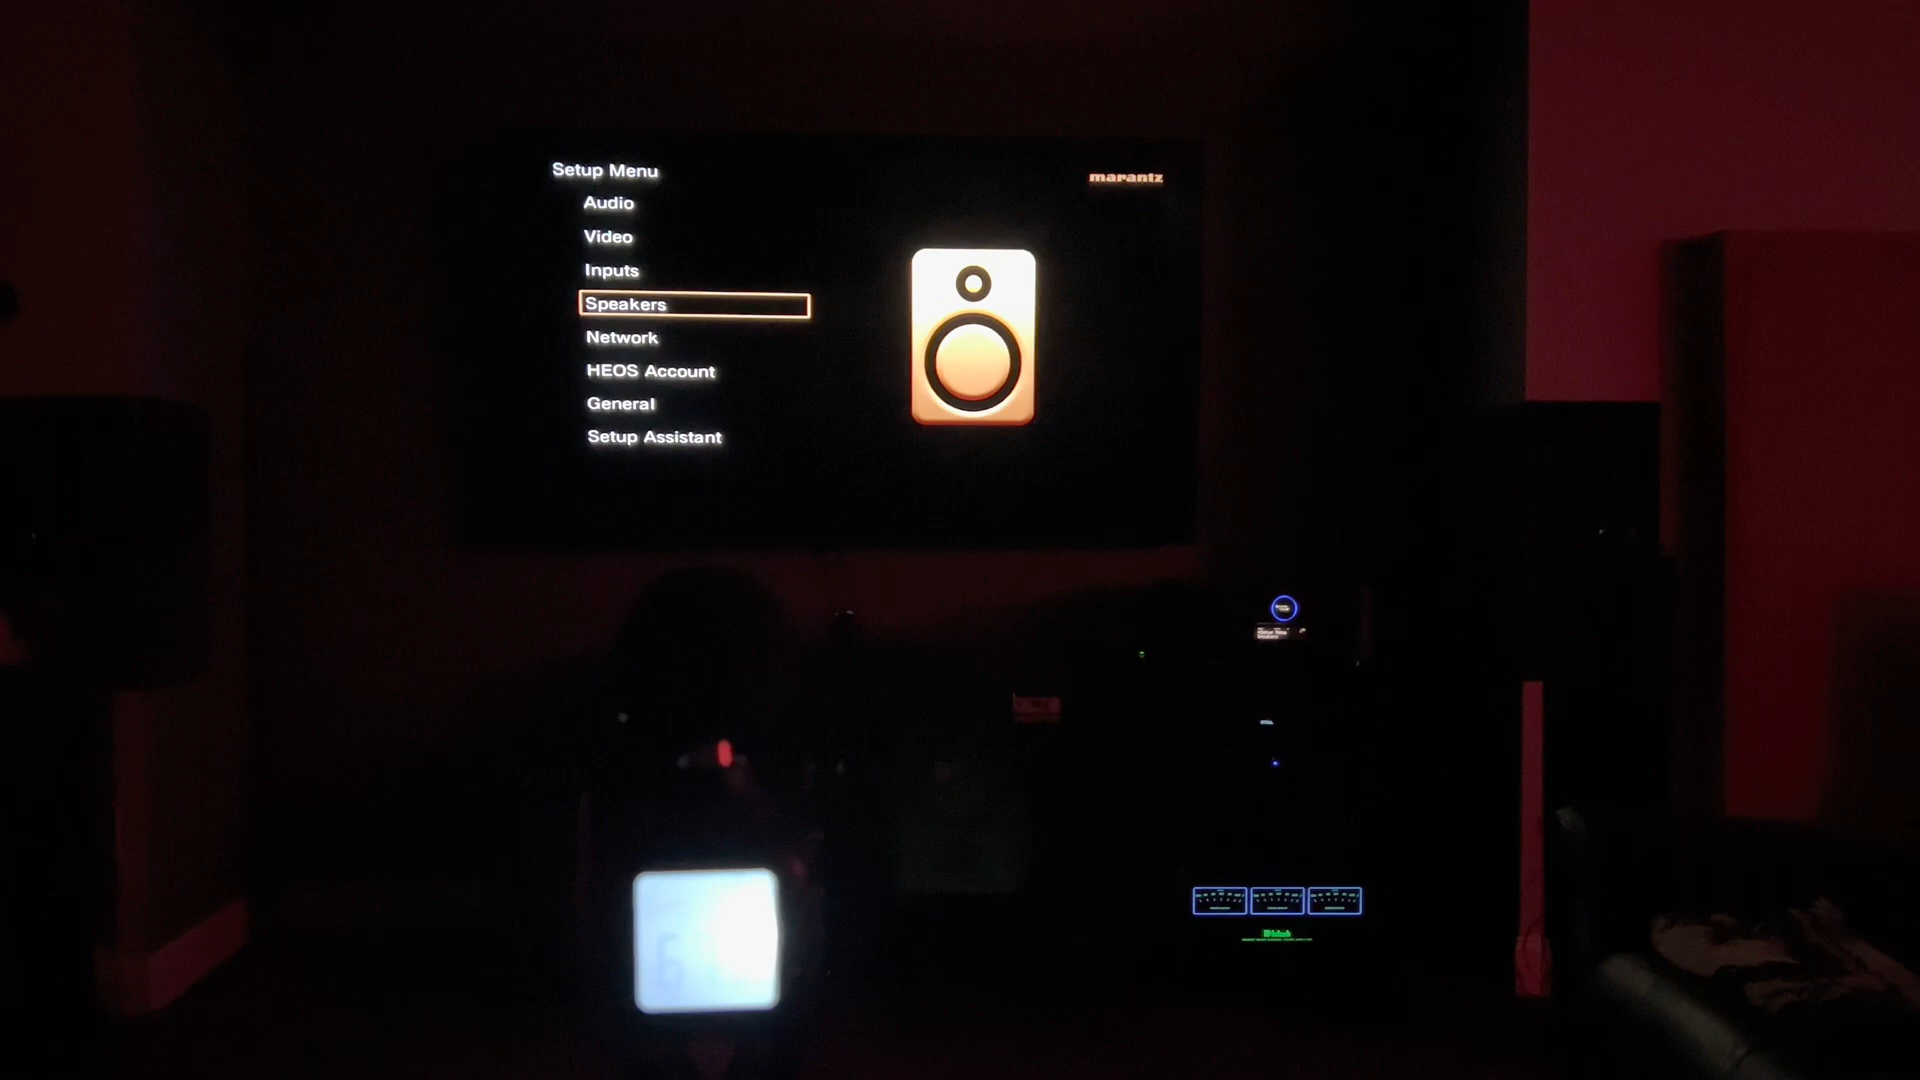 Setup Menu
marantz
Audio
Video
Inputs
Speakers
Network
HEOS Account
General
Setup Assistant